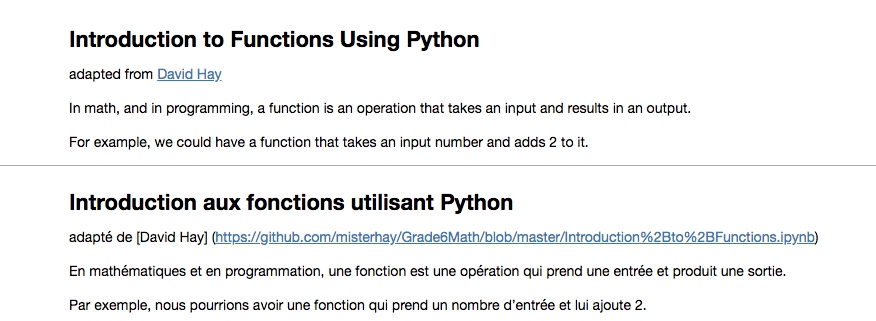 Introduction to Functions Using Python
adapted from David Hay
In math, and in programming, a function is an operation that takes an input and results in an output.
For example, we could have a function that takes an input number and adds 2 to it.
Introduction aux fonctions utilisant Python
adapté de [David Hay] (https://github.com/misterhay/Grade6Math/blob/master/Introduction%2Bto%2BFunctions.ipynb)
En mathématiques et en programmation, une fonction est une opération qui prend une entrée et produit une sortie.
Par exemple, nous pourrions avoir une fonction qui prend un nombre d’entrée et lui ajoute 2.